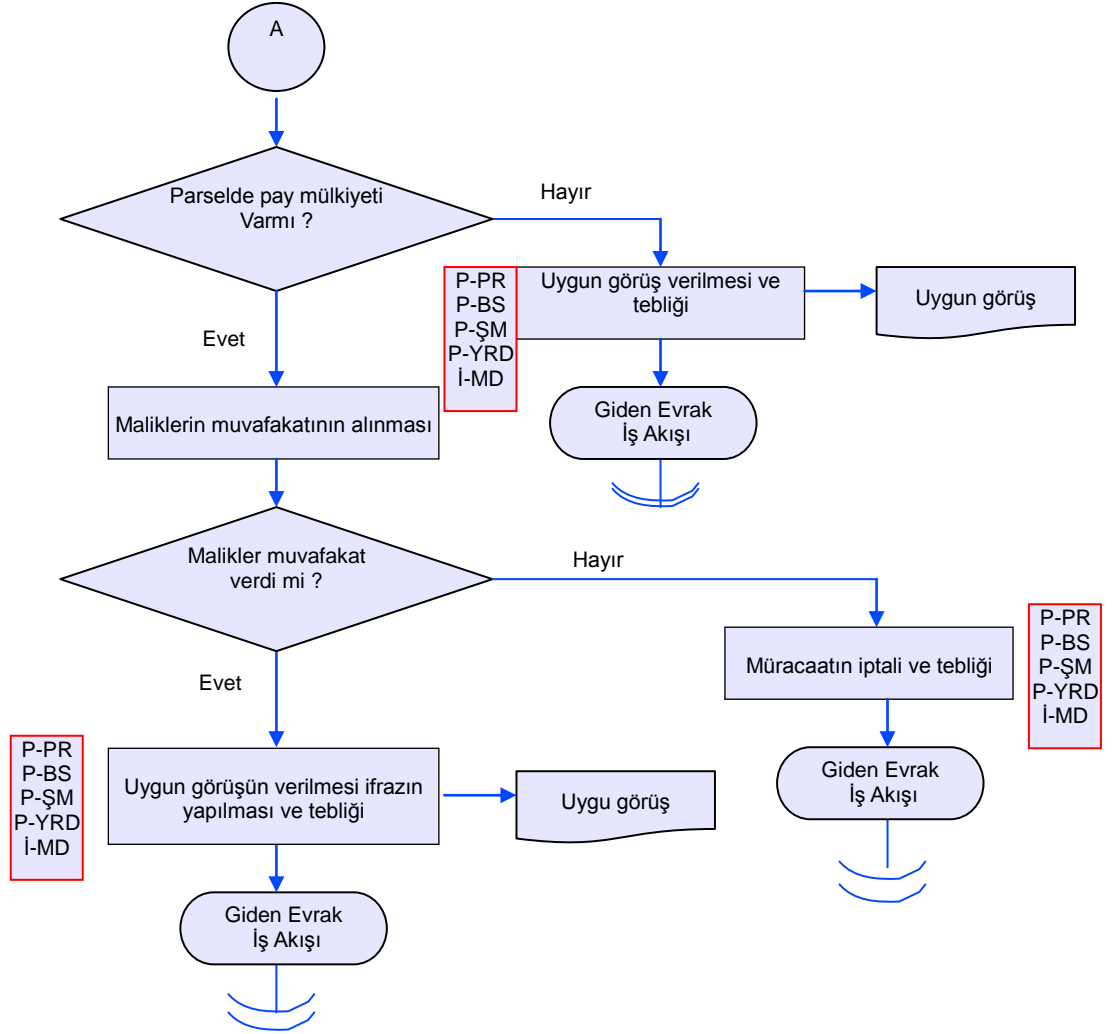 A
Parselde pay mülkiyeti
Varmı ?
Hayır
P-PR
P-BS
P-ŞM
P-YRD
İ-MD
Uygun görüş verilmesi ve
tebliği
Uygun görüş
Evet
Giden Evrak
İş Akışı
Maliklerin muvafakatının alınması
Malikler muvafakat
verdi mi ?
Hayır
P-PR
P-BS
P-ŞM
P-YRD
İ-MD
Müracaatın iptali ve tebliği
Evet
Giden Evrak
İş Akışı
P-PR
P-BS
P-ŞM
P-YRD
İ-MD
Uygun görüşün verilmesi ifrazın
yapılması ve tebliği
Uygu görüş
Giden Evrak
İş Akışı